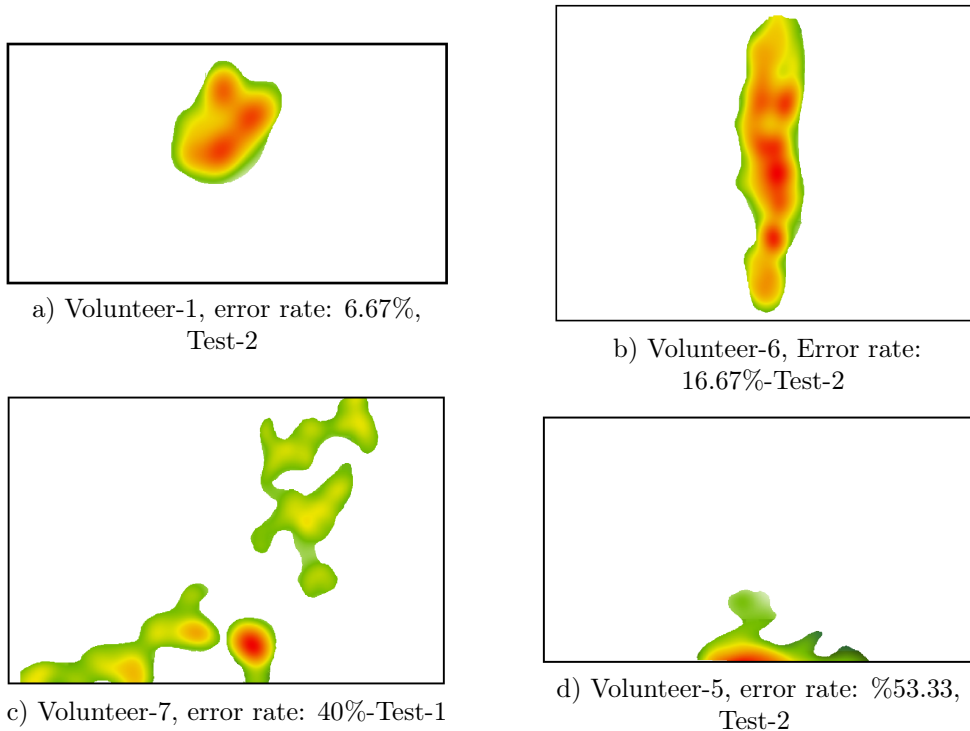 a) Volunteer-1, error rate: 6.67%,
Test-2
b) Volunteer-6, Error rate:
16.67%-Test-2
c) Volunteer-7, error rate: 40%-Test-1
d) Volunteer-5, error rate: %53.33,
Test-2